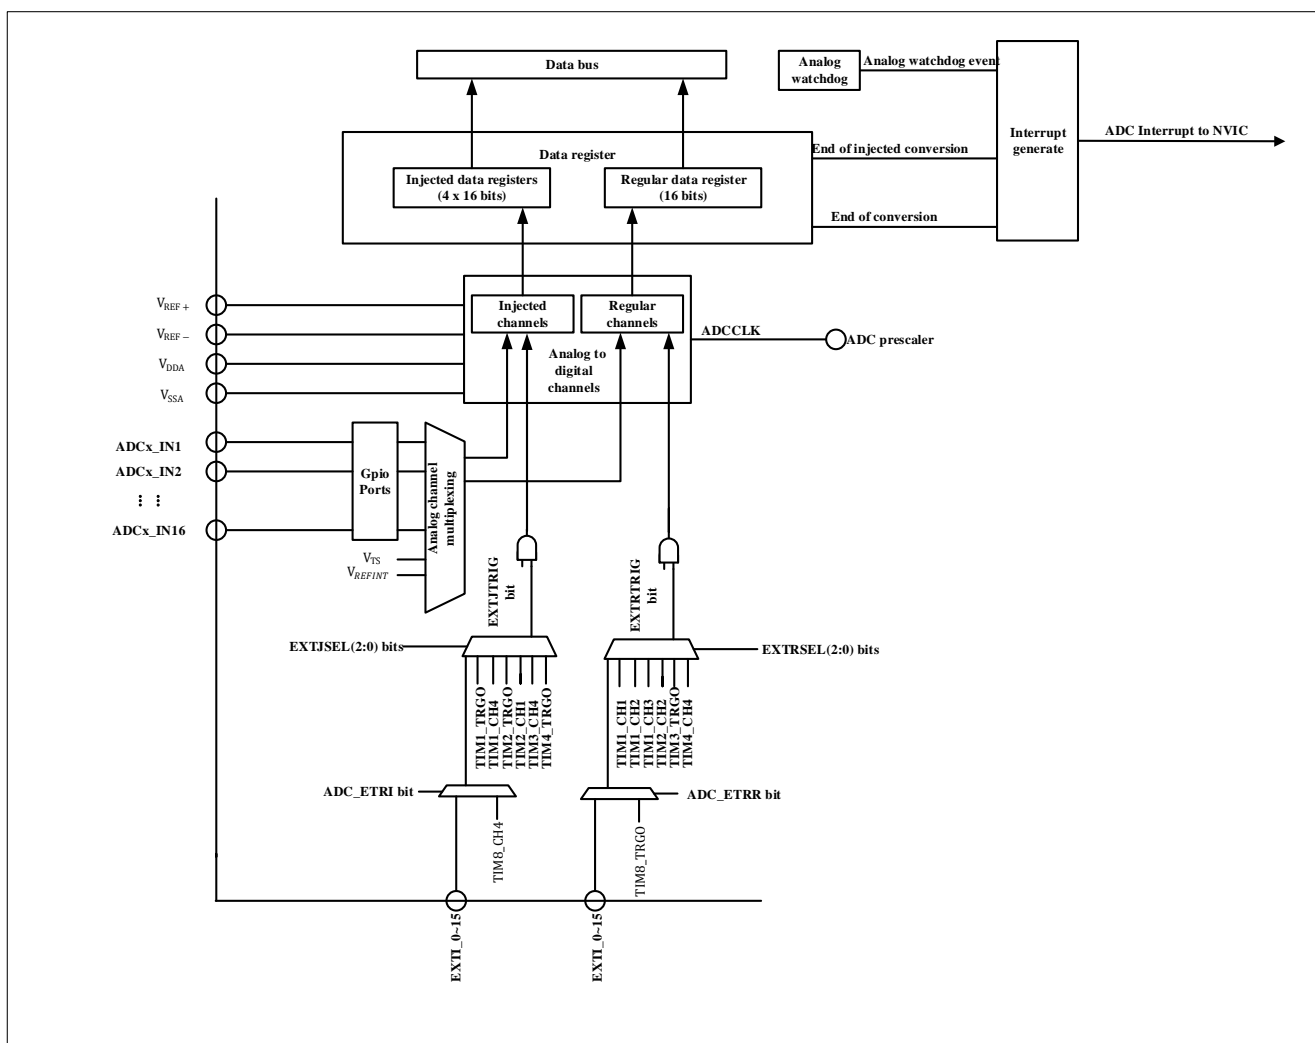 Data bus
Analog
watchdog
Analog watchdog event
Interrupt
generate
ADC Interrupt to NVIC
Data register
End of injected conversion
Injected data registers
(4 x 16 bits)
Regular data register
(16 bits)
End of conversion
VREF+
VREF−
VDDA
VSSA
Injected
channels
Regular
channels
Analog to
digital
channels
ADCCLK
ADC prescaler
ADCx_IN1
ADCx_IN2
ADCx_IN16
Gpio
Ports
Analog channel
multiplexing
VTS
VREFINT
EXTJTRIG
bit
EXTRTRIG
bit
EXTJSEL(2:0) bits
EXTRSEL(2:0) bits
TIM1_TRGO
TIM1_CH4
TIM2_TRGO
TIM2_CH1
TIM3_CH4
TIM4_TRGO
TIM1_CH1
TIM1_CH2
TIM1_CH3
TIM2_CH2
TIM3_TRGO
TIM4_CH4
ADC_ETRI bit
ADC_ETRR bit
TIM8_CH4
TIM8_TRGO
EXTI_0~15
EXTI_0~15